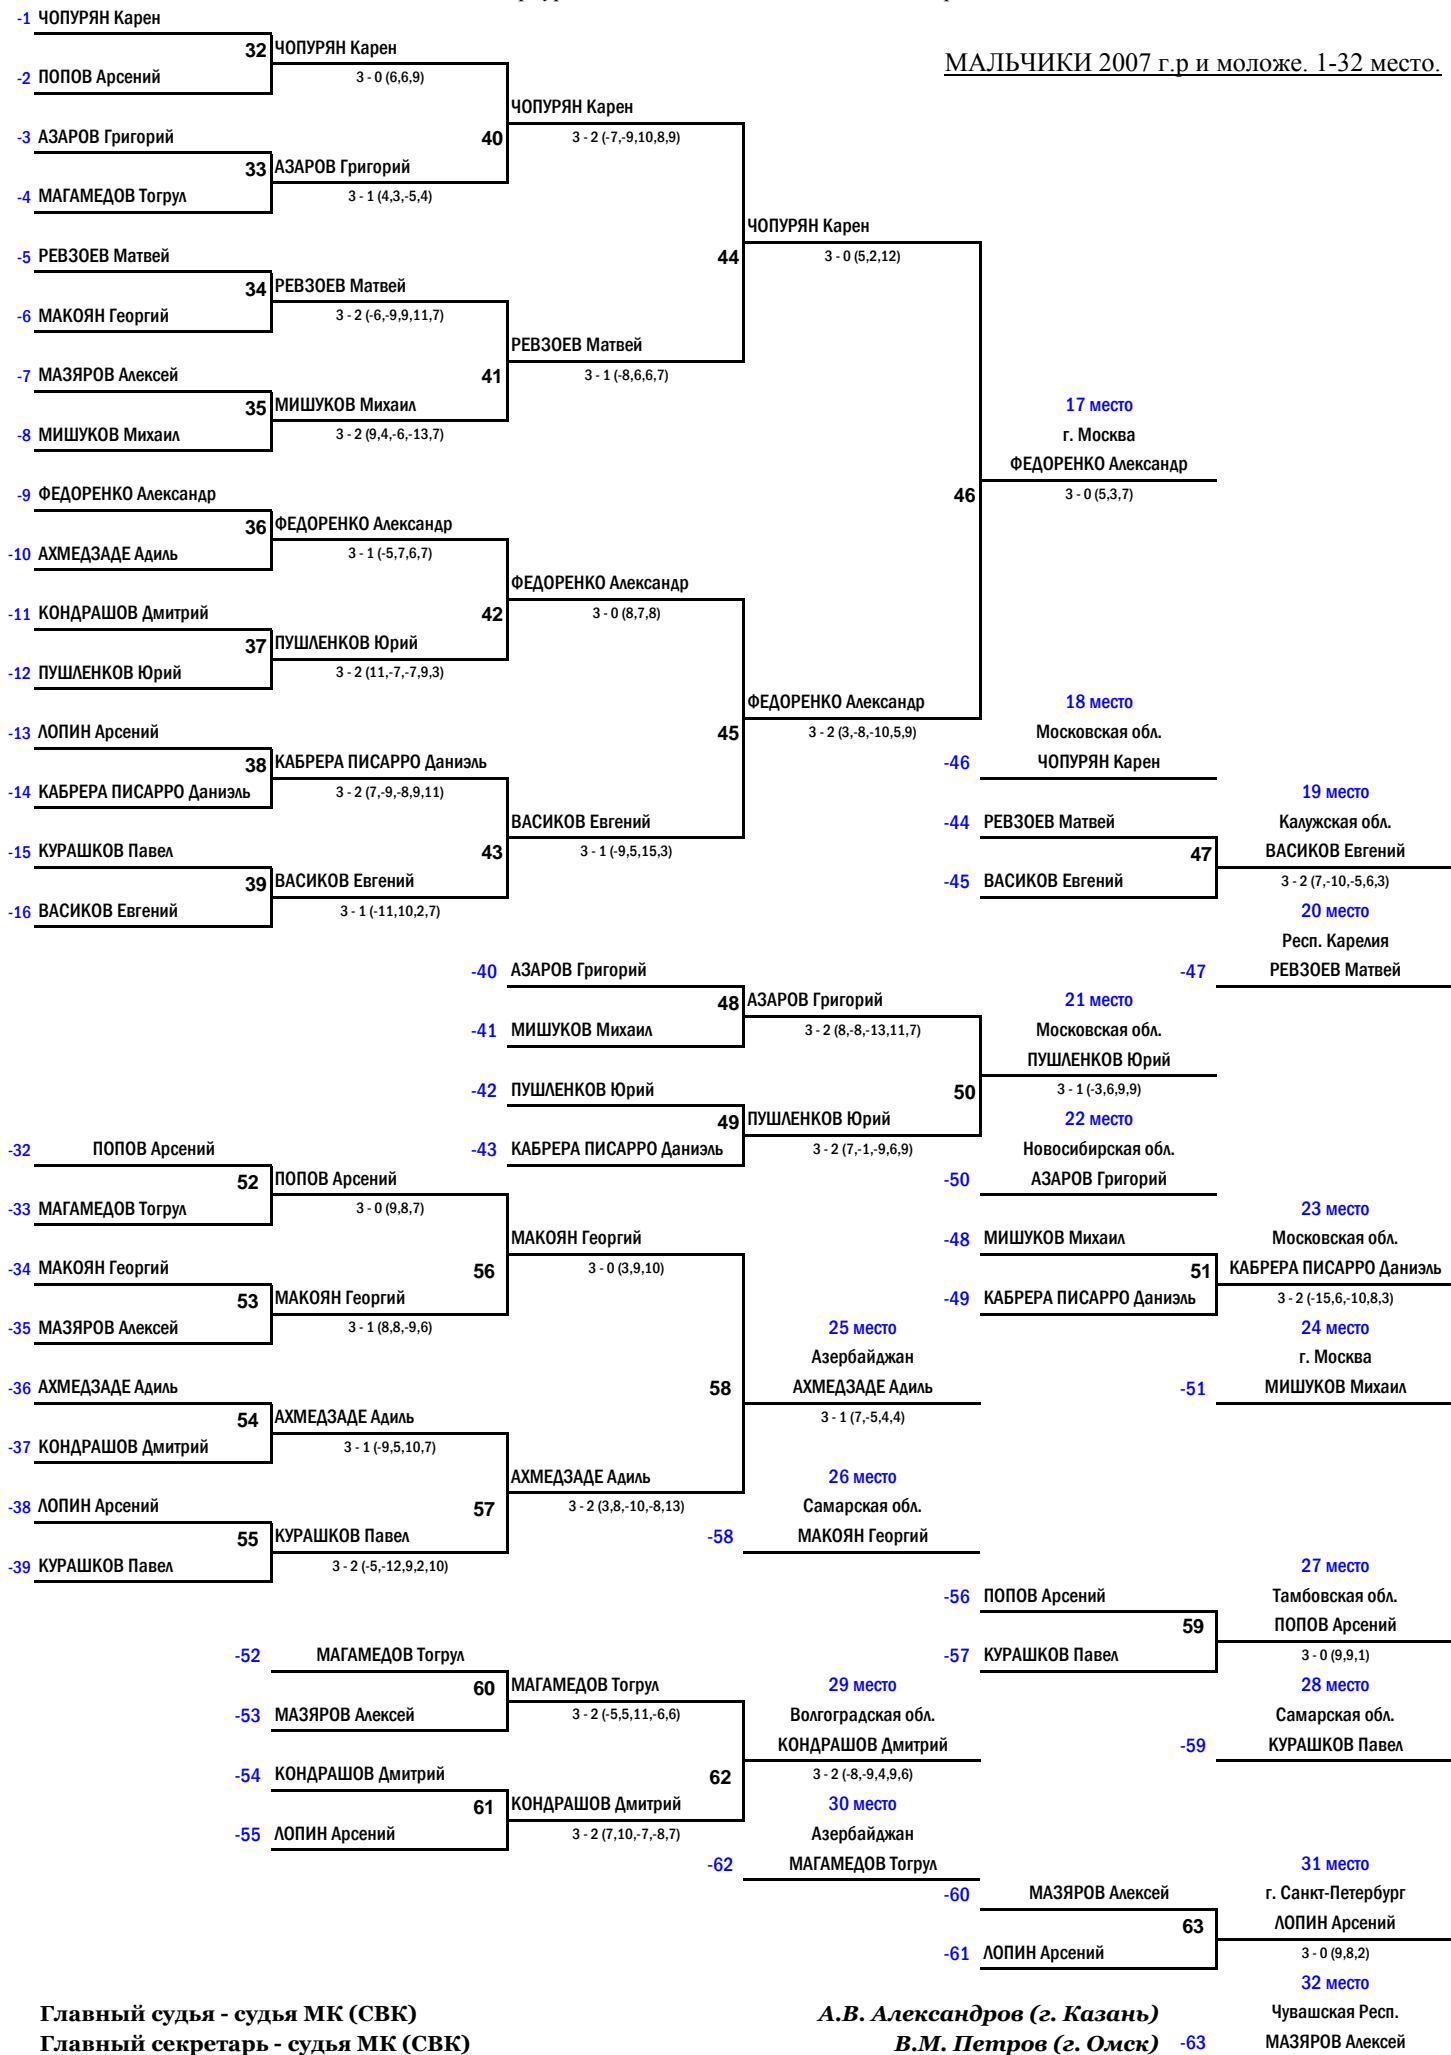 -1 ЧОПУРЯН Карен
32 ЧОПУРЯН Карен
МАЛЬЧИКИ 2007 г.р и моложе. 1-32 место.
-2 ПОПОВ Арсений
3 - 0 (6,6,9)
ЧОПУРЯН Карен
-3 АЗАРОВ Григорий
40
3 - 2 (-7,-9,10,8,9)
33 АЗАРОВ Григорий
-4 МАГАМЕДОВ Тогрул
3 - 1 (4,3,-5,4)
ЧОПУРЯН Карен
-5 РЕВЗОЕВ Матвей
44
3 - 0 (5,2,12)
34 РЕВЗОЕВ Матвей
-6 МАКОЯН Георгий
3 - 2 (-6,-9,9,11,7)
РЕВЗОЕВ Матвей
-7 МАЗЯРОВ Алексей
41
3 - 1 (-8,6,6,7)
35 МИШУКОВ Михаил
17 место
-8 МИШУКОВ Михаил
3 - 2 (9,4,-6,-13,7)
г. Москва
ФЕДОРЕНКО Александр
-9 ФЕДОРЕНКО Александр
46
3 - 0 (5,3,7)
36 ФЕДОРЕНКО Александр
-10 АХМЕДЗАДЕ Адиль
3 - 1 (-5,7,6,7)
ФЕДОРЕНКО Александр
-11 КОНДРАШОВ Дмитрий
42
3 - 0 (8,7,8)
37 ПУШЛЕНКОВ Юрий
-12 ПУШЛЕНКОВ Юрий
3 - 2 (11,-7,-7,9,3)
ФЕДОРЕНКО Александр
18 место
-13 ЛОПИН Арсений
45
3 - 2 (3,-8,-10,5,9)
Московская обл.
38 КАБРЕРА ПИСАРРО Даниэль
-46 ЧОПУРЯН Карен
-14 КАБРЕРА ПИСАРРО Даниэль
3 - 2 (7,-9,-8,9,11)
19 место
ВАСИКОВ Евгений
-44 РЕВЗОЕВ Матвей
Калужская обл.
-15 КУРАШКОВ Павел
43
3 - 1 (-9,5,15,3)
47 ВАСИКОВ Евгений
39 ВАСИКОВ Евгений
-45 ВАСИКОВ Евгений
3 - 2 (7,-10,-5,6,3)
-16 ВАСИКОВ Евгений
3 - 1 (-11,10,2,7)
20 место
Респ. Карелия
-40 АЗАРОВ Григорий
-47 РЕВЗОЕВ Матвей
48 АЗАРОВ Григорий
21 место
-41 МИШУКОВ Михаил
3 - 2 (8,-8,-13,11,7)
Московская обл.
ПУШЛЕНКОВ Юрий
-42 ПУШЛЕНКОВ Юрий
50
3 - 1 (-3,6,9,9)
49 ПУШЛЕНКОВ Юрий
22 место
-32 ПОПОВ Арсений
-43 КАБРЕРА ПИСАРРО Даниэль
3 - 2 (7,-1,-9,6,9)
Новосибирская обл.
52 ПОПОВ Арсений
-50 АЗАРОВ Григорий
-33 МАГАМЕДОВ Тогрул
3 - 0 (9,8,7)
23 место
МАКОЯН Георгий
-48 МИШУКОВ Михаил
Московская обл.
-34 МАКОЯН Георгий
56
3 - 0 (3,9,10)
51 КАБРЕРА ПИСАРРО Даниэль
53 МАКОЯН Георгий
-49 КАБРЕРА ПИСАРРО Даниэль
3 - 2 (-15,6,-10,8,3)
-35 МАЗЯРОВ Алексей
3 - 1 (8,8,-9,6)
25 место
24 место
Азербайджан
г. Москва
-36 АХМЕДЗАДЕ Адиль
58 АХМЕДЗАДЕ Адиль
-51 МИШУКОВ Михаил
54 АХМЕДЗАДЕ Адиль
3 - 1 (7,-5,4,4)
-37 КОНДРАШОВ Дмитрий
3 - 1 (-9,5,10,7)
АХМЕДЗАДЕ Адиль
26 место
-38 ЛОПИН Арсений
57
3 - 2 (3,8,-10,-8,13)
Самарская обл.
55 КУРАШКОВ Павел
-58 МАКОЯН Георгий
-39 КУРАШКОВ Павел
3 - 2 (-5,-12,9,2,10)
27 место
-56 ПОПОВ Арсений
Тамбовская обл.
59 ПОПОВ Арсений
-52 МАГАМЕДОВ Тогрул
-57 КУРАШКОВ Павел
3 - 0 (9,9,1)
60 МАГАМЕДОВ Тогрул
29 место
28 место
-53 МАЗЯРОВ Алексей
3 - 2 (-5,5,11,-6,6)
Волгоградская обл.
Самарская обл.
КОНДРАШОВ Дмитрий
-59 КУРАШКОВ Павел
-54 КОНДРАШОВ Дмитрий
62
3 - 2 (-8,-9,4,9,6)
61 КОНДРАШОВ Дмитрий
30 место
-55 ЛОПИН Арсений
3 - 2 (7,10,-7,-8,7)
Азербайджан
-62 МАГАМЕДОВ Тогрул
31 место
-60 МАЗЯРОВ Алексей
г. Санкт-Петербург
63 ЛОПИН Арсений
-61 ЛОПИН Арсений
3 - 0 (9,8,2)
32 место
Главный судья - судья МК (СВК)
А.В. Александров (г. Казань)
Чувашская Респ.
Главный секретарь - судья МК (СВК)
В.М. Петров (г. Омск)
-63 МАЗЯРОВ Алексей